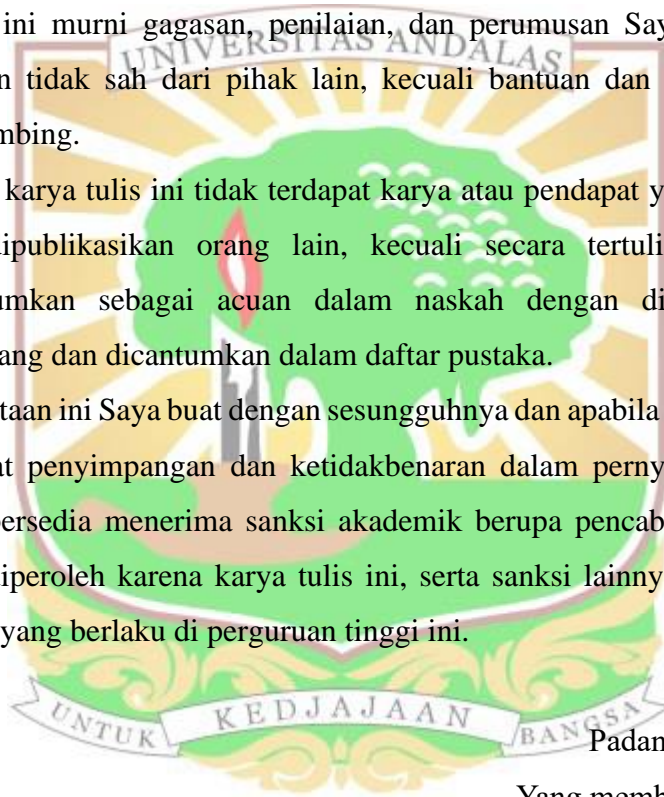 ini murni gagasan, penilaian, dan perumusan Say
UNIVERSITAS ANDALAS
n tidak sah dari pihak lain, kecuali bantuan dan
mbing.
karya tulis ini tidak terdapat karya atau pendapat y
ipublikasikan orang lain, kecuali secara tertuli
umkan sebagai acuan dalam naskah dengan di
ang dan dicantumkan dalam daftar pustaka.
taan ini Saya buat dengan sesungguhnya dan apabila
at penyimpangan dan ketidakbenaran dalam perny
bersedia menerima sanksi akademik berupa pencab
iperoleh karena karya tulis ini, serta sanksi lainny
yang berlaku di perguruan tinggi ini.
UNTUK KEDJAJAAN BANGSA
Padan
Yang memb